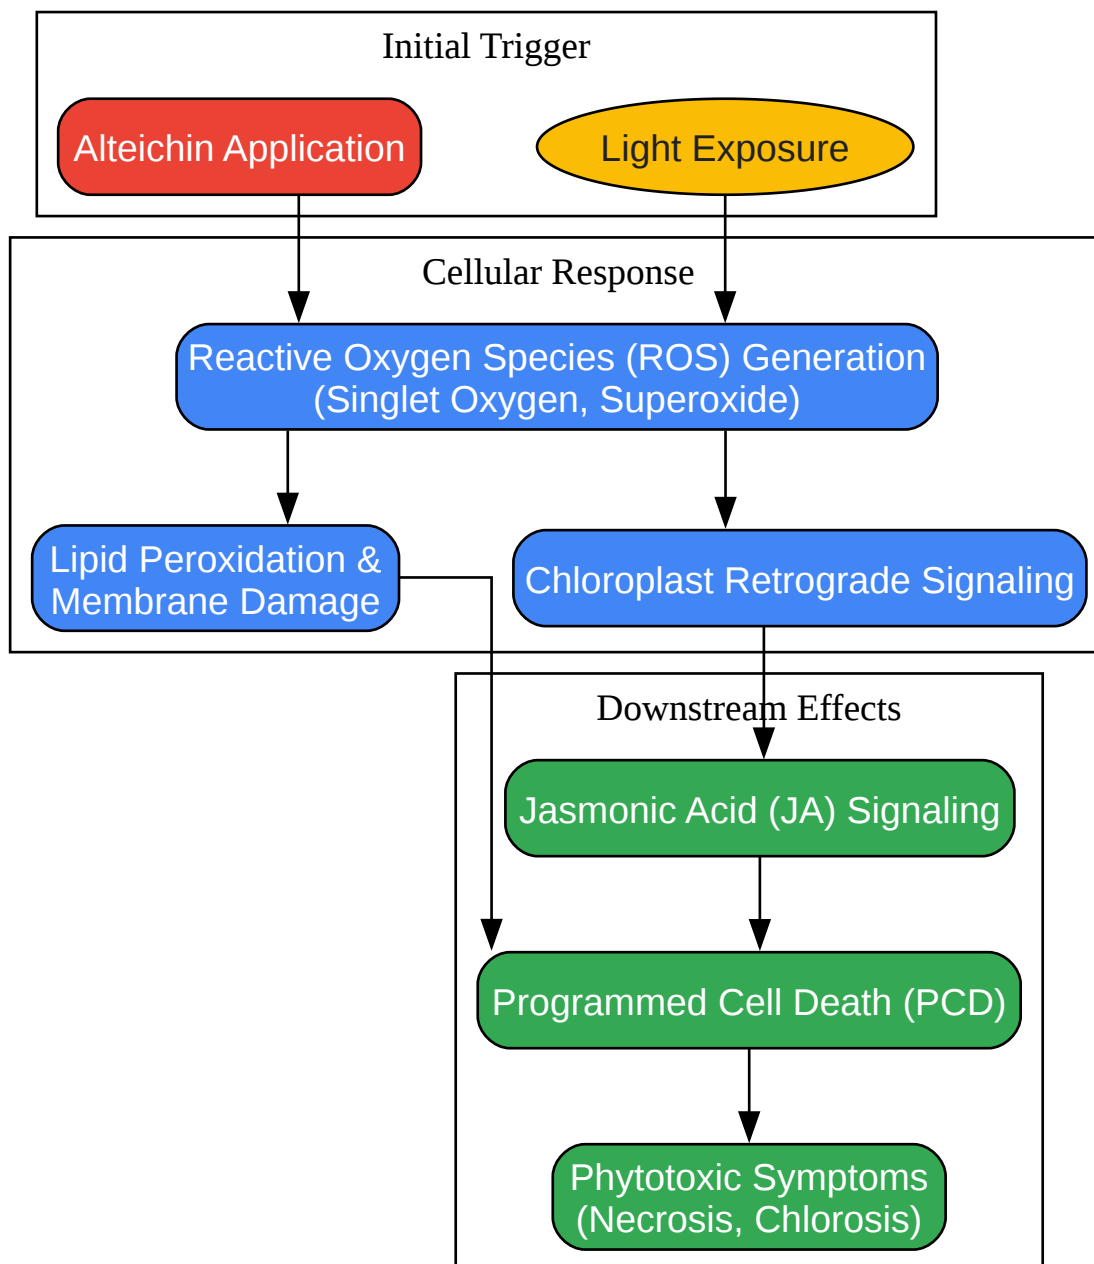 Initial Trigger
Alteichin Application
Light Exposure
Cellular Response
Reactive Oxygen Species (ROS) Generation
(Singlet Oxygen, Superoxide)
Lipid Peroxidation &
Membrane Damage
Chloroplast Retrograde Signaling
Downstream Effects
Jasmonic Acid (JA) Signaling
Programmed Cell Death (PCD)
Phytotoxic Symptoms
(Necrosis, Chlorosis)